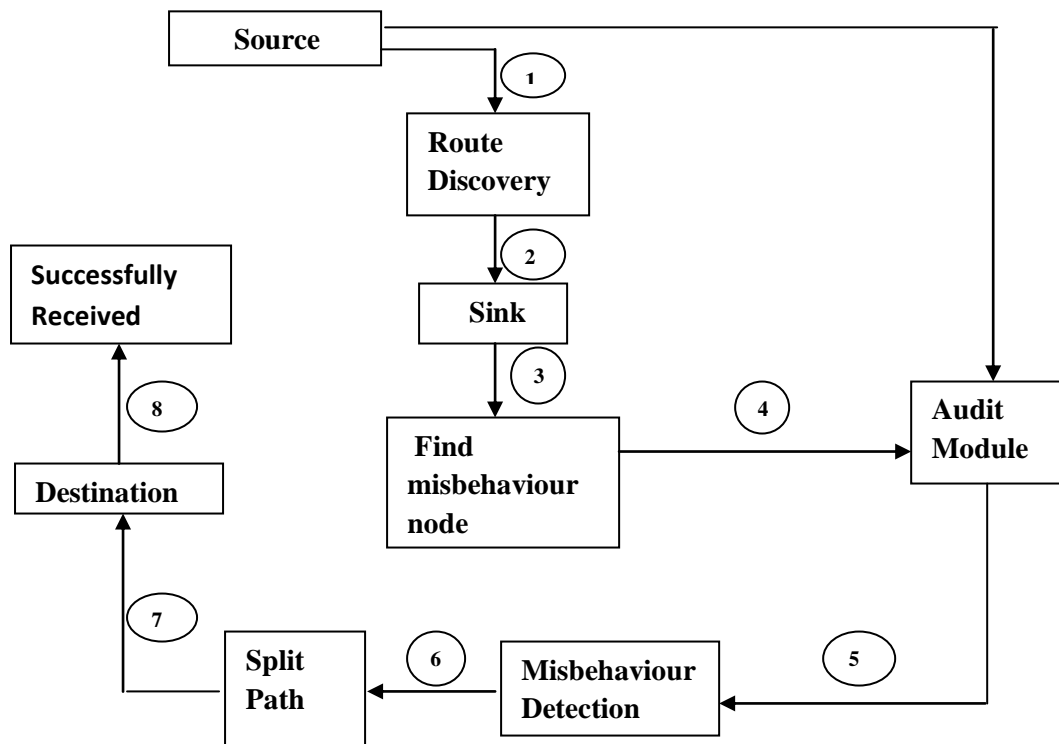 Source
1
Route
Discovery
2
Sink
3
Find
misbehaviour
node
4
Audit
Module
5
Misbehaviour
Detection
6
Split
Path
7
Destination
8
Successfully
Received